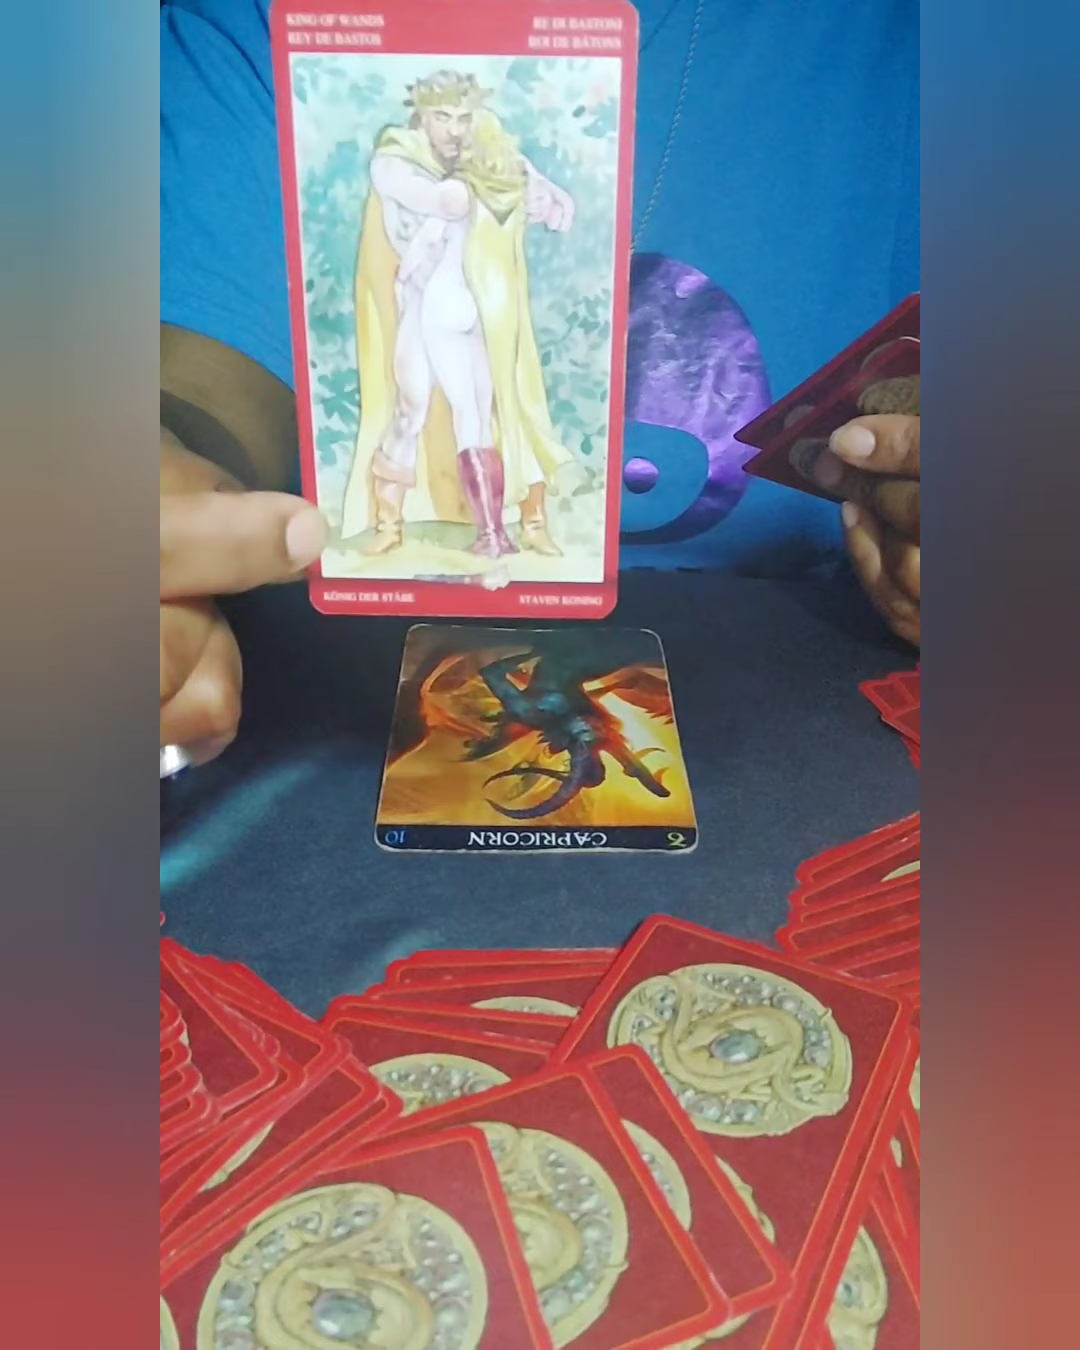 KING OF WANDS
REY DE BASTOS
RE DI BASTONI
ROI DE BÂTONS
KÖNIG DER STÄBE
STAVEN KONING
CAPRICORN
10